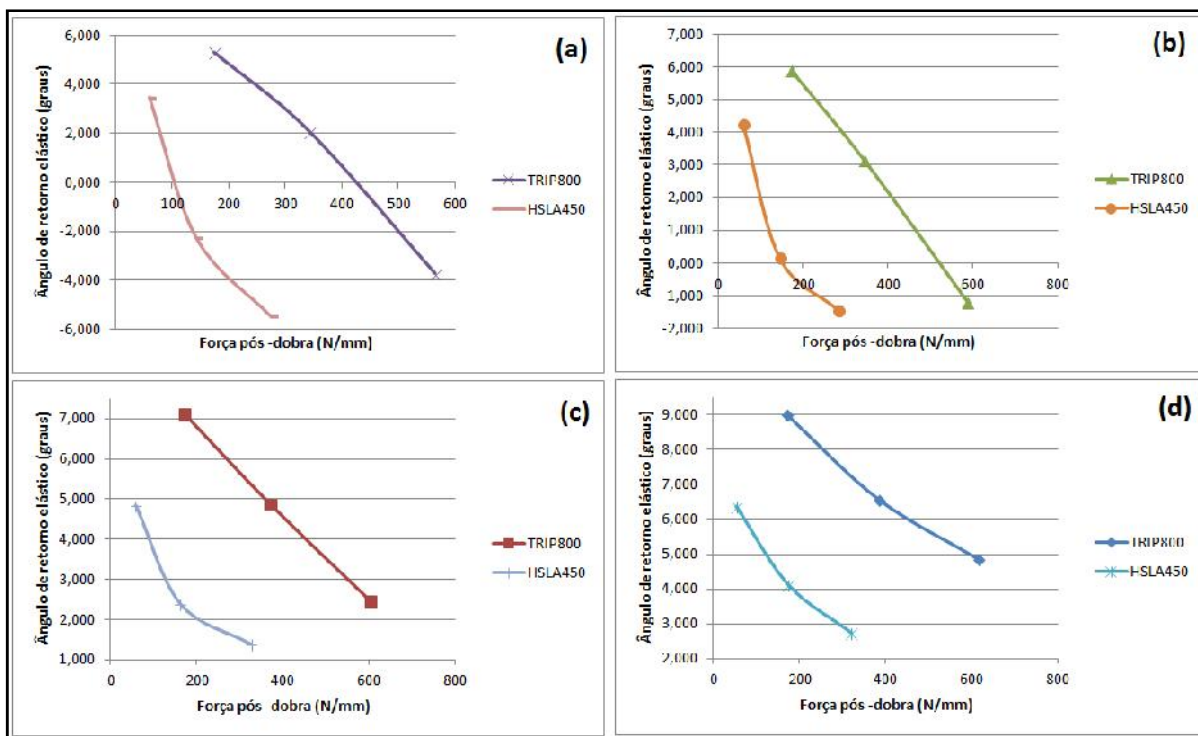 (a)
Ângulo de retorno elástico (graus)
6,000
4,000
2,000
0,000
-2,000
-4,000
-6,000
0 100 200 300 400 500 600
Força pós -dobra (N/mm)
TRIP800
HSLA450
(b)
Ângulo de retorno elástico (graus)
7,000
6,000
5,000
4,000
3,000
2,000
1,000
0,000
1,000
-2,000
0 200 400 600 800
Força pós -dobra (N/mm)
TRIP800
HSLA450
(c)
Ângulo de retorno elástico (graus)
7,000
6,000
5,000
4,000
3,000
2,000
1,000
0 200 400 600 800
Força pós -dobra (N/mm)
TRIP800
HSLA450
(d)
Ângulo de retorno elástico (graus)
9,000
8,000
7,000
6,000
5,000
4,000
3,000
2,000
0 200 400 600 800
Força pós -dobra (N/mm)
TRIP800
HSLA450